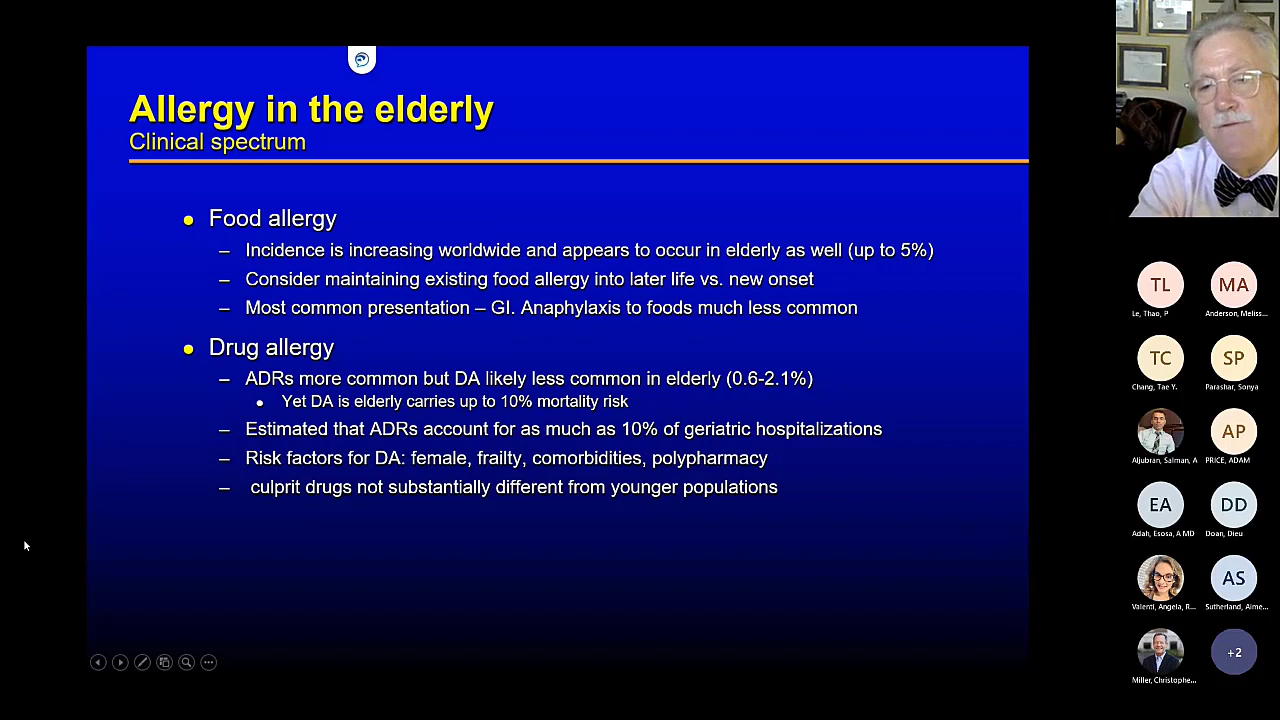 Allergy in the elderly
Clinical spectrum
Food allergy
– Incidence is increasing worldwide and appears to occur in elderly as well (up to 5%)
– Consider maintaining existing food allergy into later life vs. new onset
– Most common presentation – GI. Anaphylaxis to foods much less common
Drug allergy
– ADRs more common but DA likely less common in elderly (0.6-2.1%)
Yet DA is elderly carries up to 10% mortality risk
– Estimated that ADRs account for as much as 10% of geriatric hospitalizations
– Risk factors for DA: female, frailty, comorbidities, polypharmacy
– culprit drugs not substantially different from younger populations
TL
Le, Thao, P
MA
Anderson, Meliss...
TC
Chang, Tae Y.
SP
Parashar, Sonya
Aljubran, Salman, A
AP
PRICE, ADAM
EA
Adah, Esosa, A MD
DD
Doan, Dieu
Valenti, Angela, R...
AS
Sutherland, Aime...
Miller, Christophe...
+2